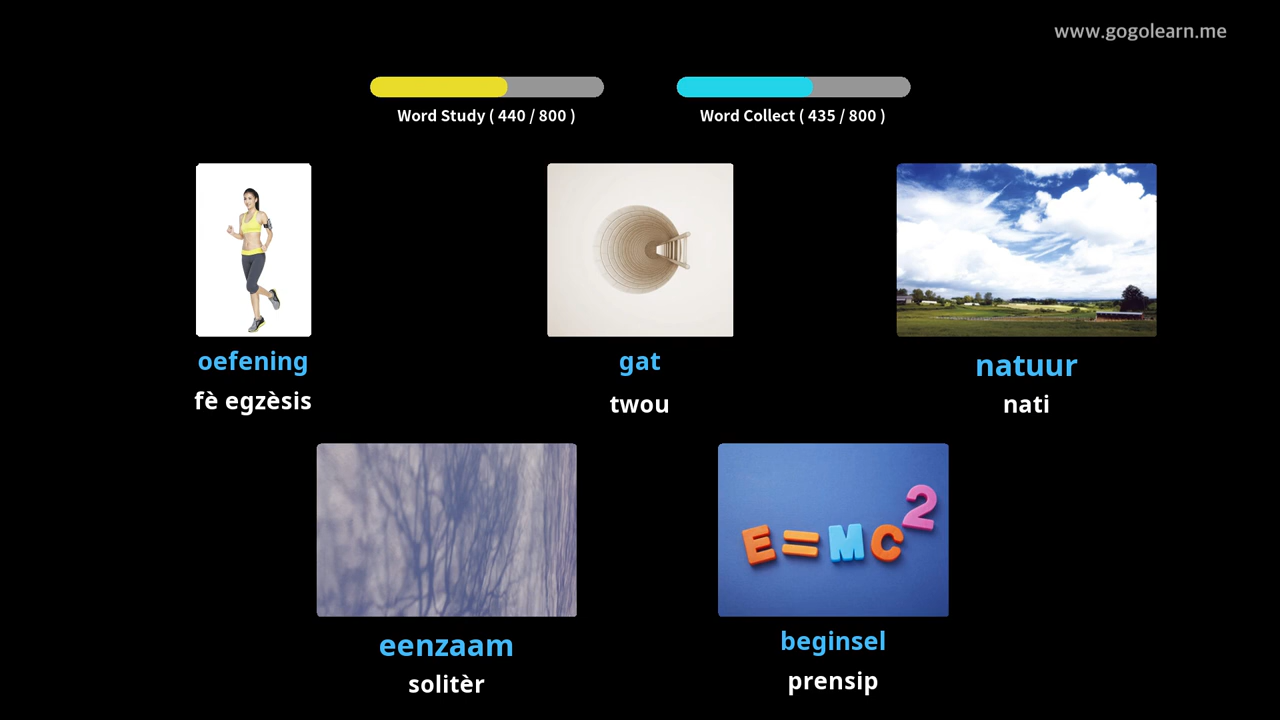 www.gogolearn.me
Word Study ( 440 / 800 )
Word Collect ( 435 / 800 )
oefening
fè egzèsis
gat
twou
natuur
nati
E=MC2
eenzaam
solitèr
beginsel
prensip